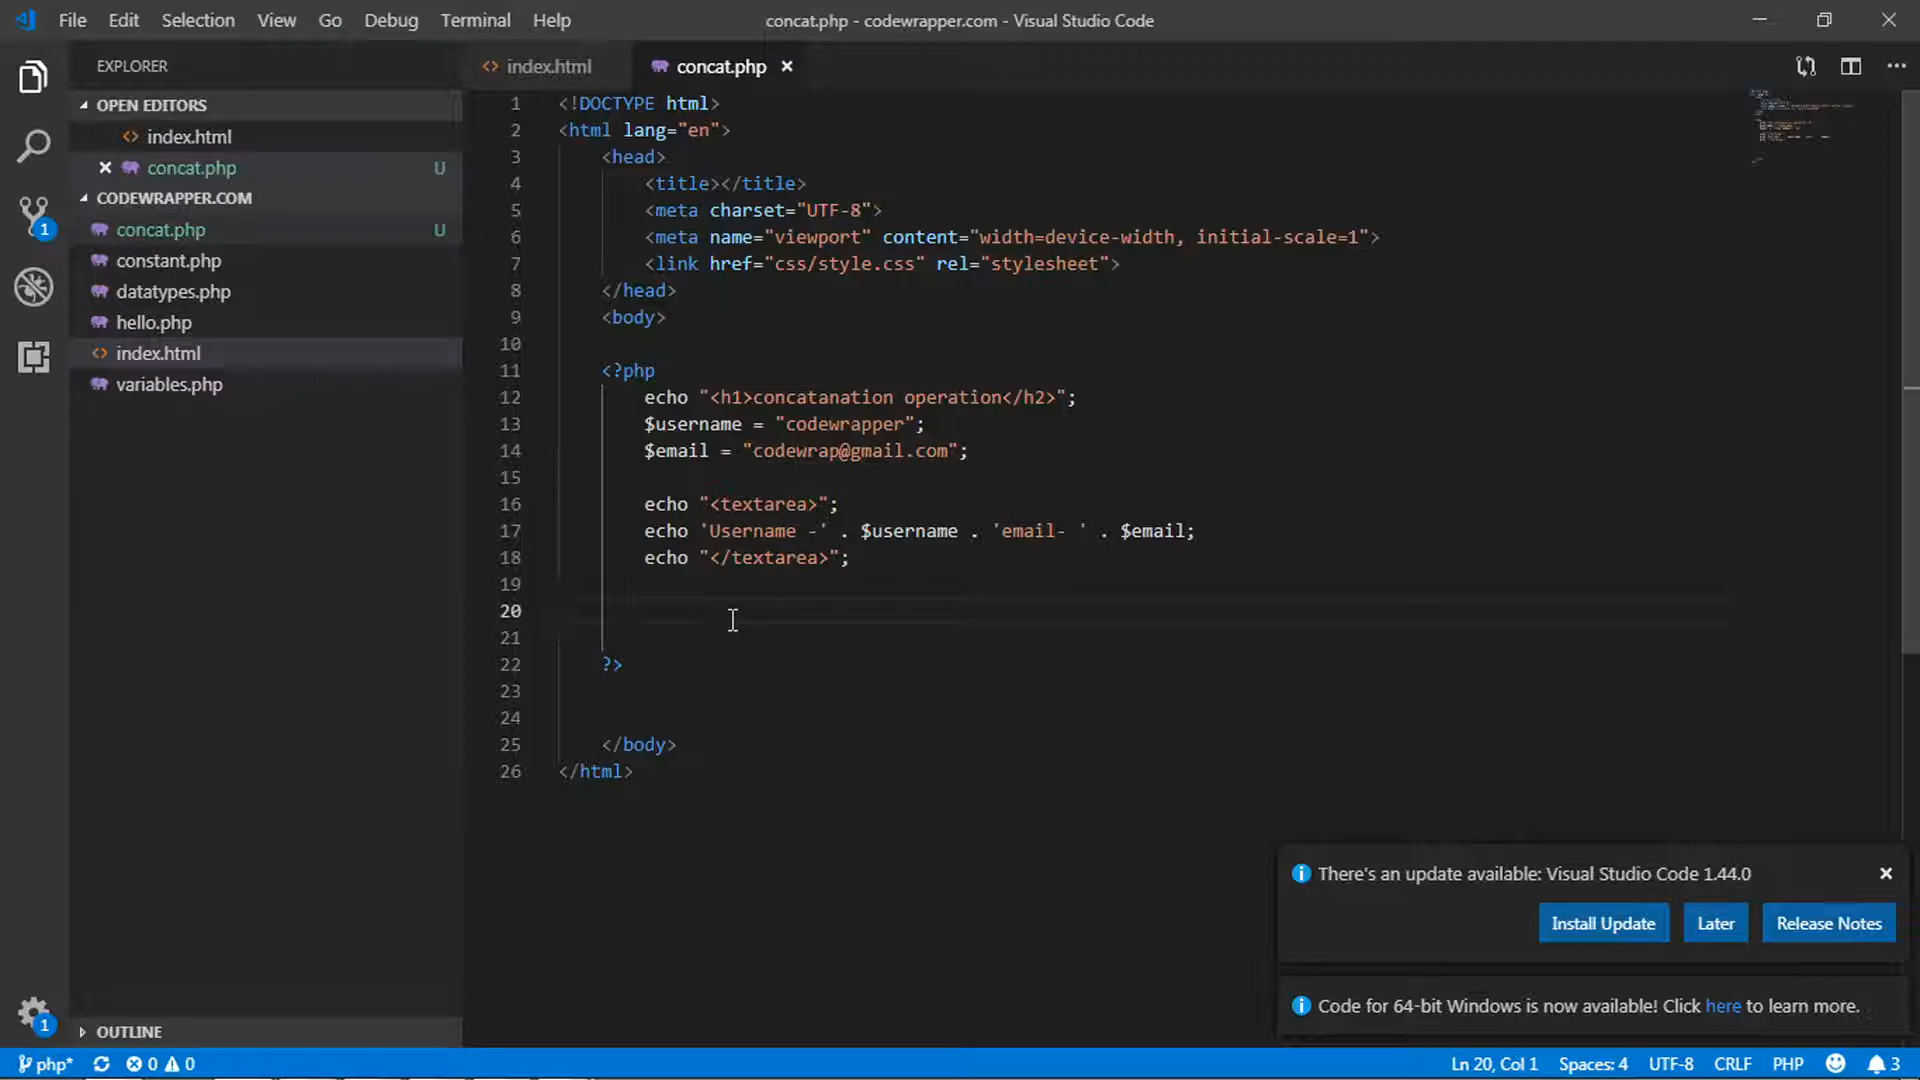 File Edit Selection View Go Debug Terminal Help
concat.php - codewrapper.com - Visual Studio Code
EXPLORER
OPEN EDITORS
index.html
concat.php U
CODEWRAPPER.COM
concat.php U
constant.php
datatypes.php
hello.php
index.html
variables.php
OUTLINE
index.html concat.php
1 <!DOCTYPE html>
2 <html lang="en">
3 <head>
4 <title></title>
5 <meta charset="UTF-8">
6 <meta name="viewport" content="width=device-width, initial-scale=1">
7 <link href="css/style.css" rel="stylesheet">
8 </head>
9 <body>
10
11 <?php
12 echo "<h1>concatanation operation</h2>";
13 $username = "codewrapper";
14 $email = "codewrap@gmail.com";
15
16 echo "<textarea>";
17 echo 'Username -' . $username . 'email- ' . $email;
18 echo "</textarea>";
19
20
21
22 ?>
23
24
25 </body>
26 </html>
There's an update available: Visual Studio Code 1.44.0
Install Update Later Release Notes
Code for 64-bit Windows is now available! Click here to learn more.
1
1
php* 0 0 Ln 20, Col 1 Spaces: 4 UTF-8 CRLF PHP 3